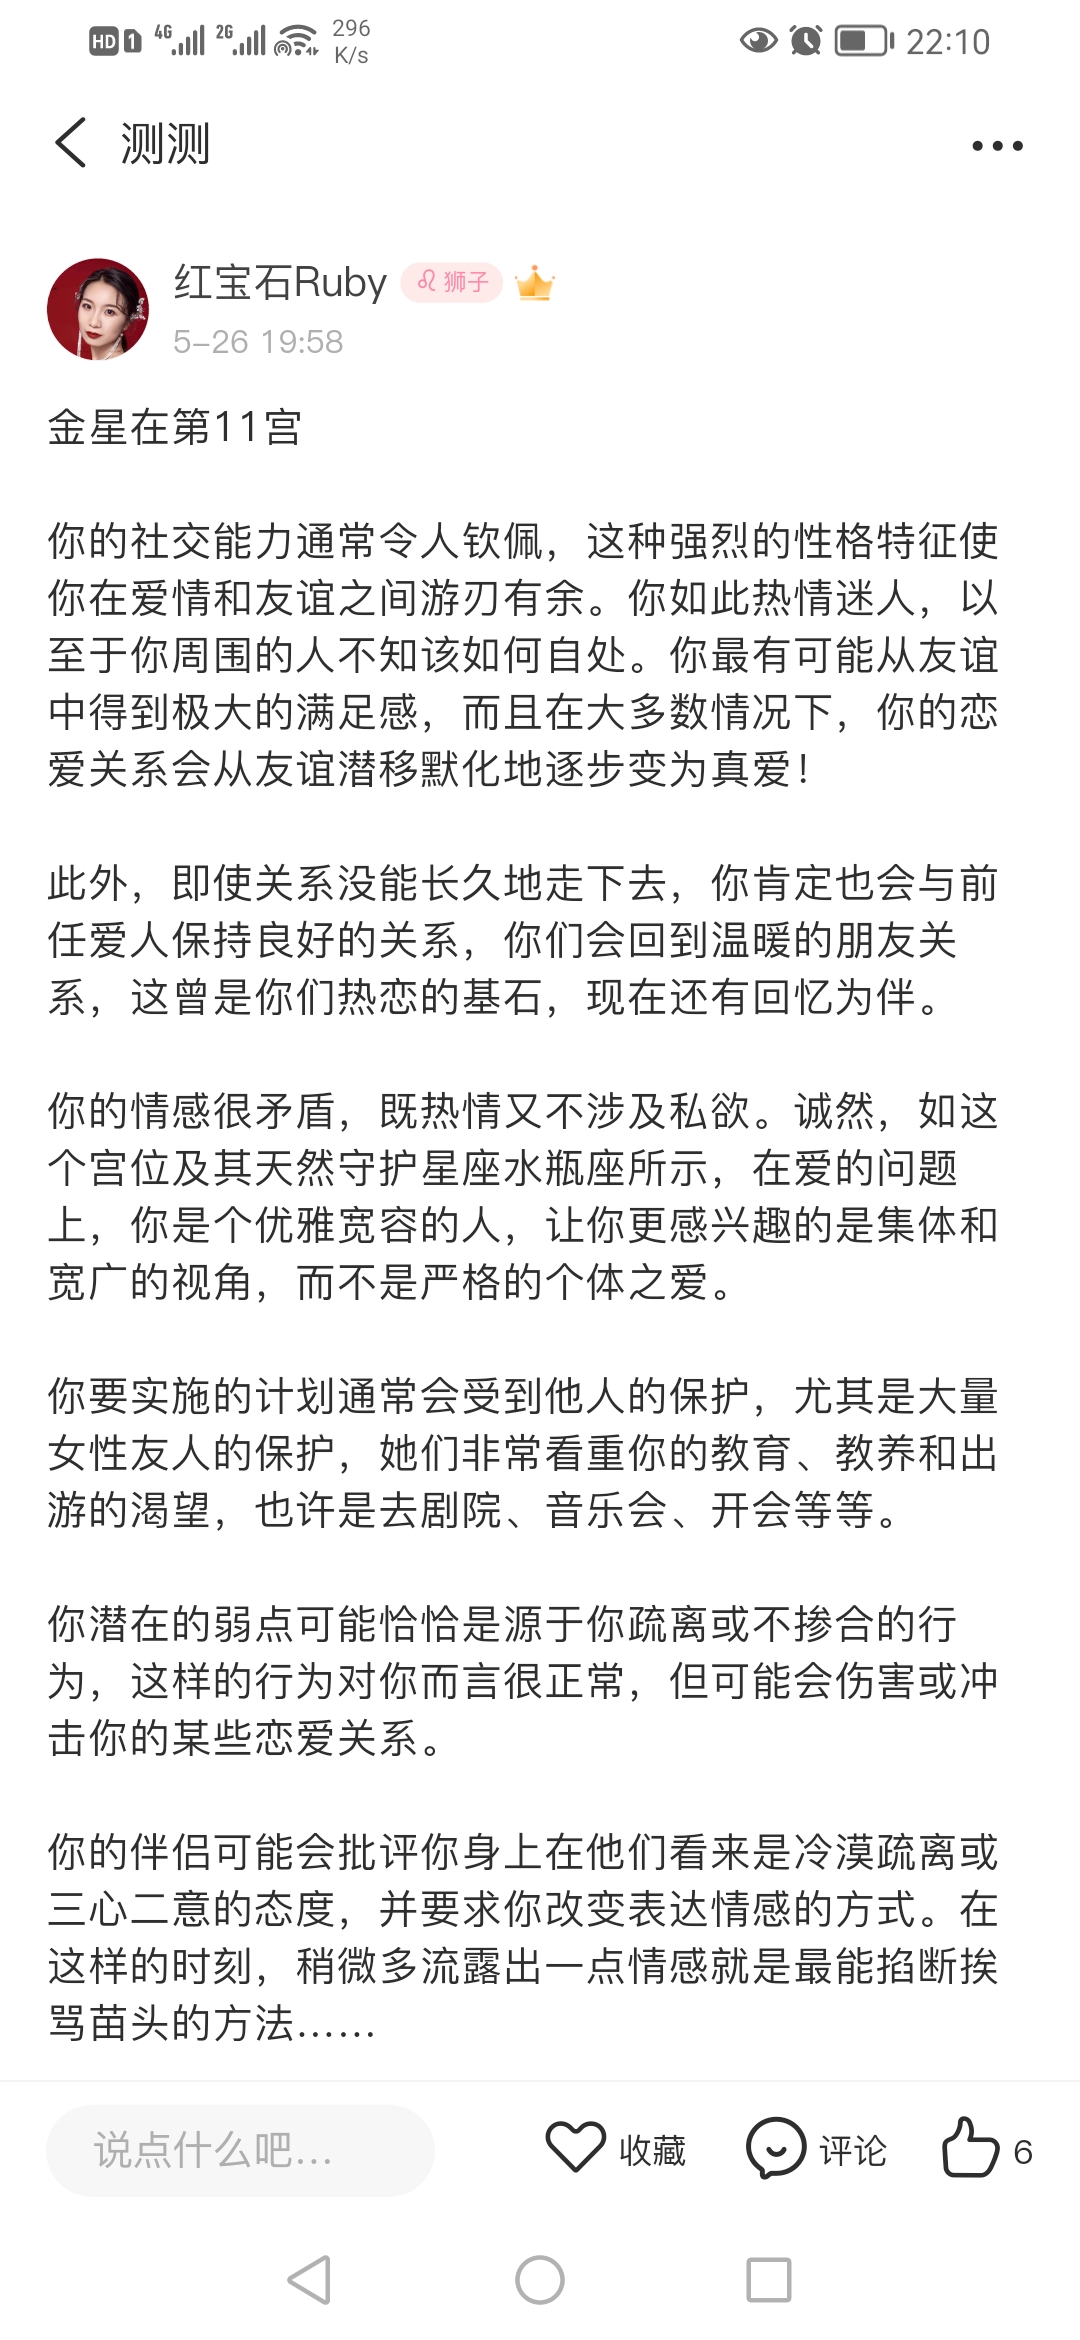 HD 1 4G 2G 296 K/s 22:10
测测
红宝石Ruby 狮子
5-26 19:58
金星在第11宫
你的社交能力通常令人钦佩，这种强烈的性格特征使
你在爱情和友谊之间游刃有余。你如此热情迷人，以
至于你周围的人不知该如何自处。你最有可能从友谊
中得到极大的满足感，而且在大多数情况下，你的恋
爱关系会从友谊潜移默化地逐步变为真爱！
此外，即使关系没能长久地走下去，你肯定也会与前
任爱人保持良好的关系，你们会回到温暖的朋友关
系，这曾是你们热恋的基石，现在还有回忆为伴。
你的情感很矛盾，既热情又不涉及私欲。诚然，如这
个宫位及其天然守护星座水瓶座所示，在爱的问题
上，你是个优雅宽容的人，让你更感兴趣的是集体和
宽广的视角，而不是严格的个体之爱。
你要实施的计划通常会受到他人的保护，尤其是大量
女性友人的保护，她们非常看重你的教育、教养和出
游的渴望，也许是去剧院、音乐会、开会等等。
你潜在的弱点可能恰恰是源于你疏离或不掺合的行
为，这样的行为对你而言很正常，但可能会伤害或冲
击你的某些恋爱关系。
你的伴侣可能会批评你身上在他们看来是冷漠疏离或
三心二意的态度，并要求你改变表达情感的方式。在
这样的时刻，稍微多流露出一点情感就是最能掐断挨
骂苗头的方法……
说点什么吧... 收藏 评论 6